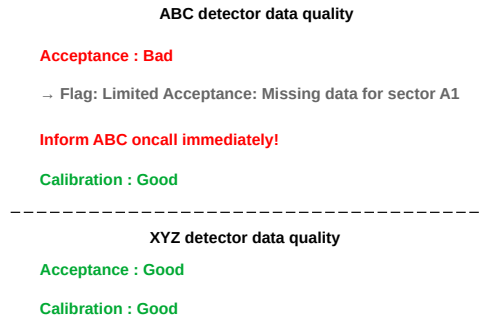 ABC detector data quality
Acceptance : Bad
→ Flag: Limited Acceptance: Missing data for sector A1
Inform ABC oncall immediately!
Calibration : Good
XYZ detector data quality
Acceptance : Good
Calibration : Good